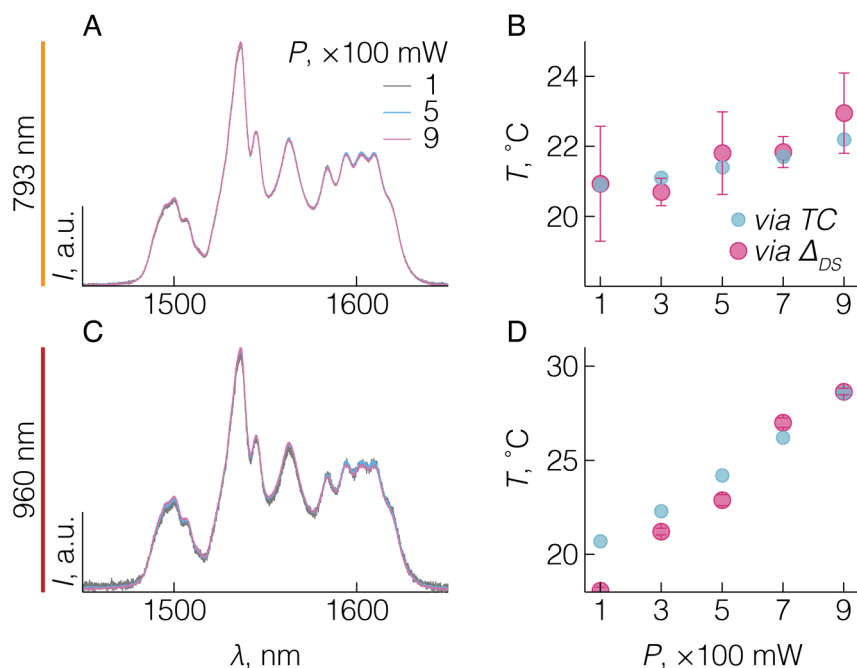 A
P, ×100 mW
1
5
9
793 nm
I, a.u.
1500 1600
B
T, °C
24
22
20
18
via TC
via Δ_DS
1 3 5 7 9
C
960 nm
I, a.u.
1500 1600
λ, nm
D
T, °C
30
25
20
1 3 5 7 9
P, ×100 mW